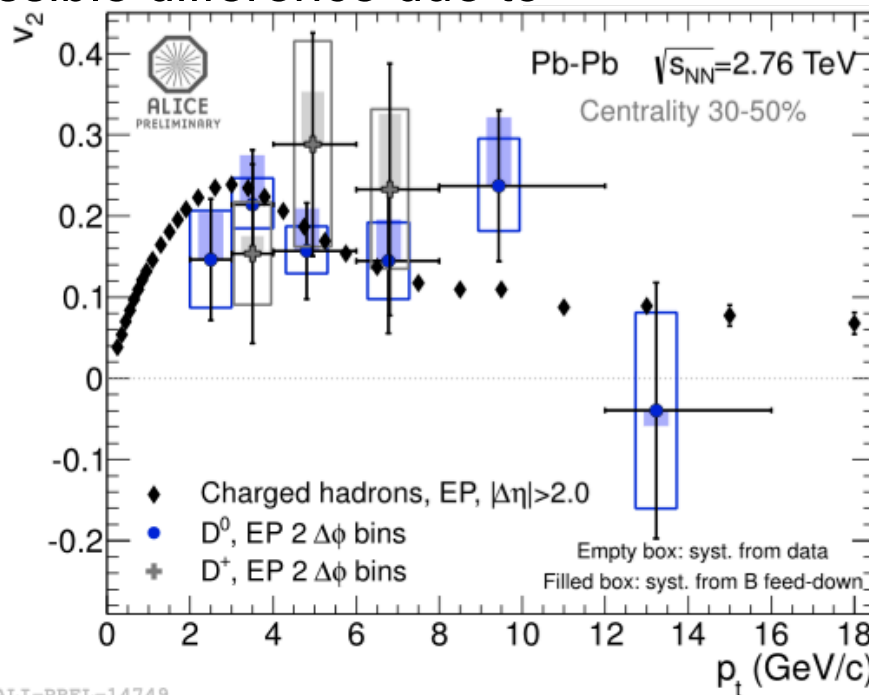 difference due to
v2
0.4
0.3
0.2
0.1
0
-0.1
-0.2
ALICE
PRELIMINARY
Pb-Pb √sNN=2.76 TeV
Centrality 30-50%
Charged hadrons, EP, |Δη|>2.0
D⁰, EP 2 Δϕ bins
D⁺, EP 2 Δϕ bins
Empty box: syst. from data
Filled box: syst. from B feed-down
0 2 4 6 8 10 12 14 16 18
pt (GeV/c)